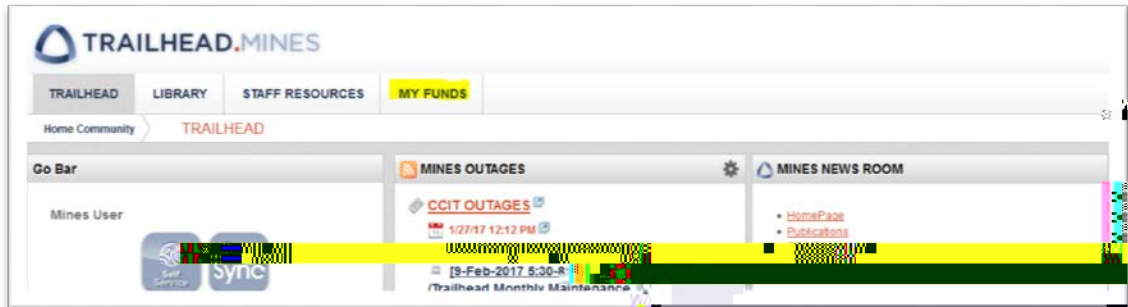 TRAILHEAD.MINES
TRAILHEAD LIBRARY STAFF RESOURCES MY FUNDS
Home Community TRAILHEAD
Go Bar
Mines User
Self Service
Sync
MINES OUTAGES
CCIT OUTAGES
1/27/17 12:12 PM
[9-Feb-2017 5:30-
/Trailhead Monthly Maintenance
MINES NEWS ROOM
HomePage
Publications